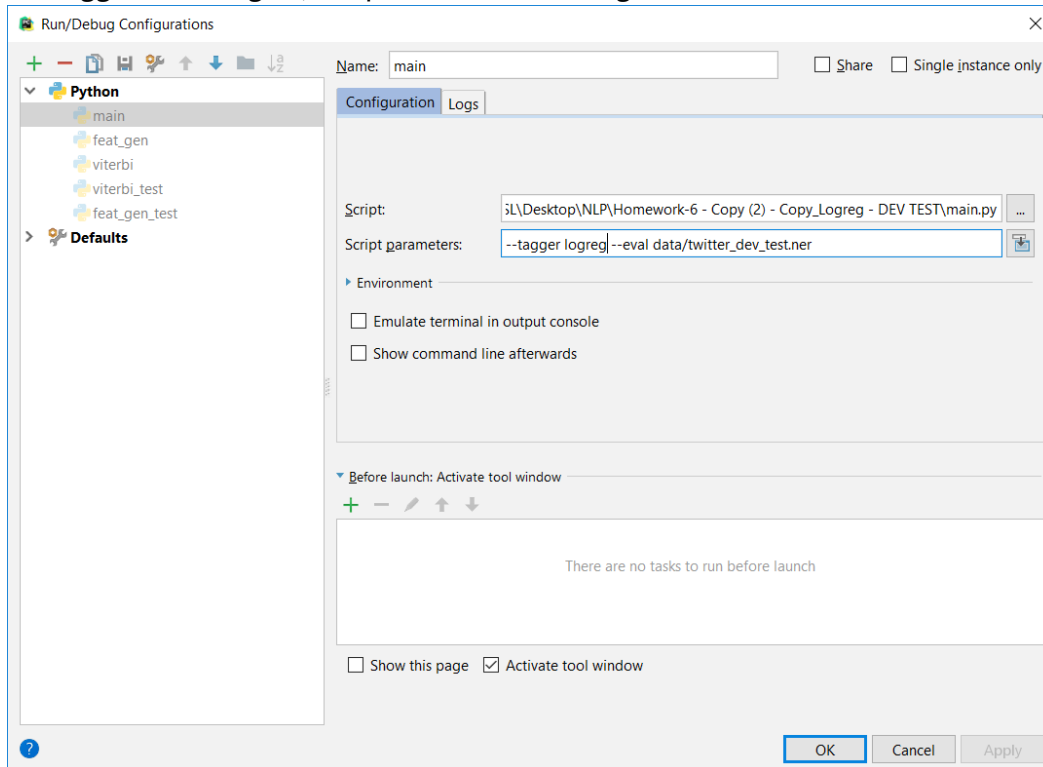 Run/Debug Configurations
Name: main
Share
Single instance only
Python
main
feat_gen
viterbi
viterbi_test
feat_gen_test
Defaults
Configuration
Logs
Script: L\Desktop\NLP\Homework-6 - Copy (2) - Copy_Logreg - DEV TEST\main.py ...
Script parameters: --tagger logreg --eval data/twitter_dev_test.ner
Environment
Emulate terminal in output console
Show command line afterwards
Before launch: Activate tool window
There are no tasks to run before launch
Show this page
Activate tool window
OK
Cancel
Apply